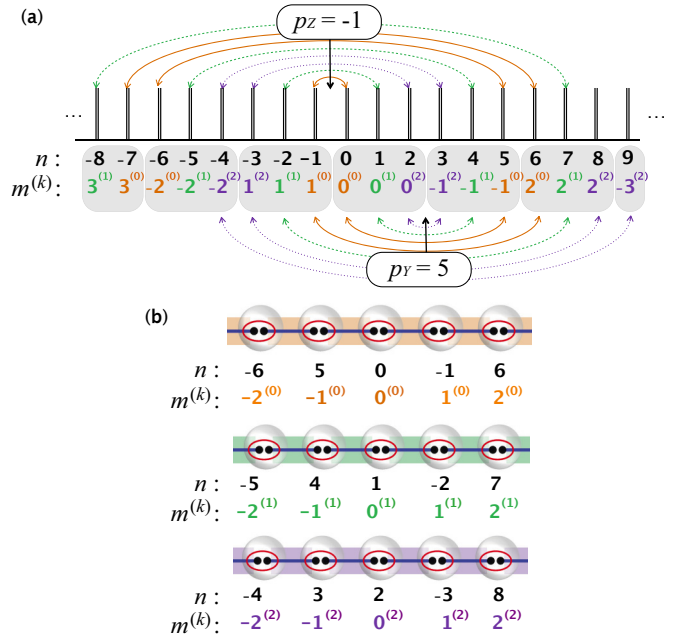 (a)
p_Z = -1
... ...
n : -8 -7 -6 -5 -4 -3 -2 -1 0 1 2 3 4 5 6 7 8 9
m^(k): 3^(1) 3^(0) -2^(0) -2^(1) -2^(2) 1^(2) 1^(1) 1^(0) 0^(0) 0^(1) 0^(2) -1^(2) -1^(1) -1^(0) 2^(0) 2^(1) 2^(2) -3^(2)
p_Y = 5
(b)
n : -6 5 0 -1 6
m^(k): -2^(0) -1^(0) 0^(0) 1^(0) 2^(0)
n : -5 4 1 -2 7
m^(k): -2^(1) -1^(1) 0^(1) 1^(1) 2^(1)
n : -4 3 2 -3 8
m^(k): -2^(2) -1^(2) 0^(2) 1^(2) 2^(2)